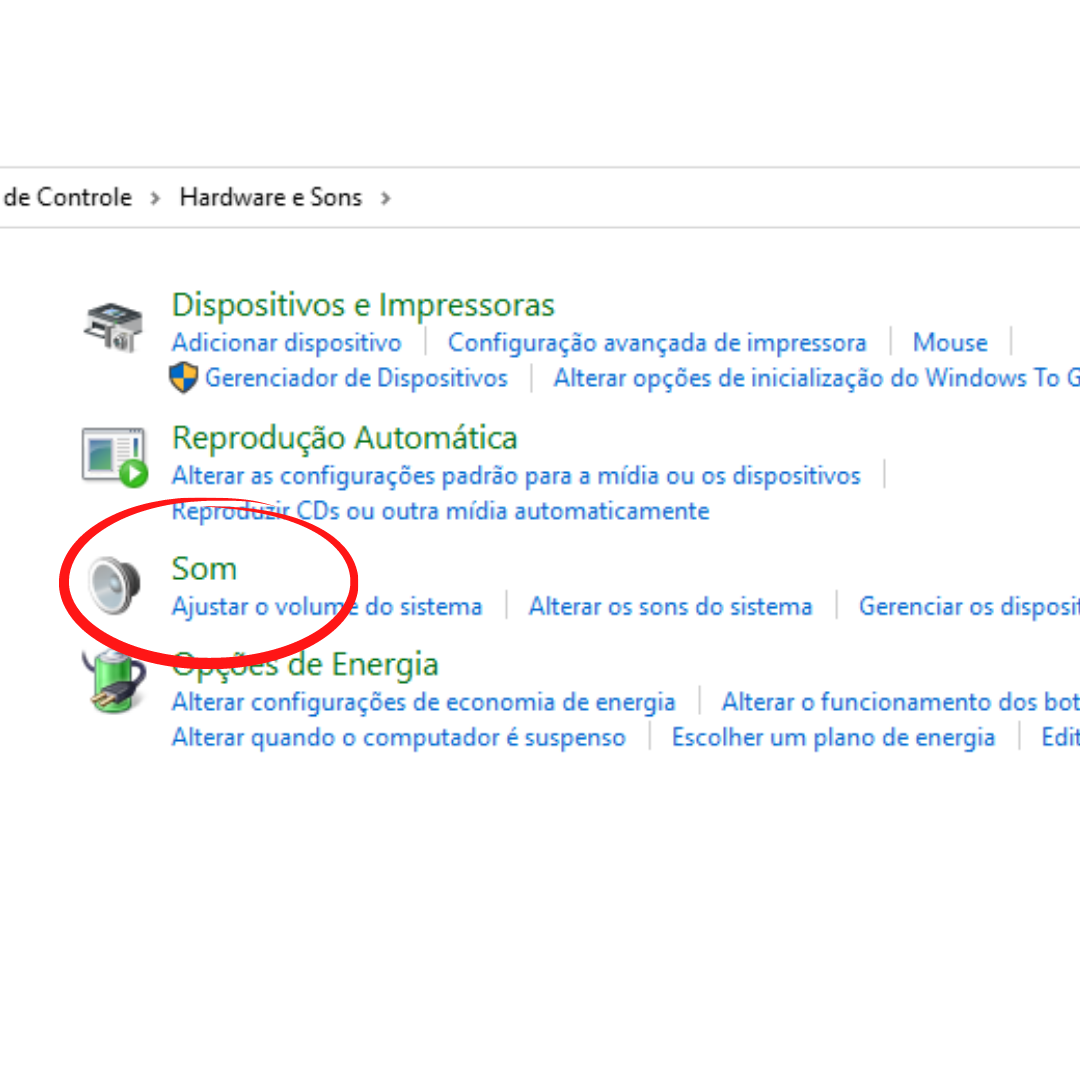 de Controle > Hardware e Sons >
Dispositivos e Impressoras
Adicionar dispositivo | Configuração avançada de impressora | Mouse |
Gerenciador de Dispositivos | Alterar opções de inicialização do Windows To G
Reprodução Automática
Alterar as configurações padrão para a mídia ou os dispositivos |
Reproduzir CDs ou outra mídia automaticamente
Som
Ajustar o volume do sistema | Alterar os sons do sistema | Gerenciar os disposit
Opções de Energia
Alterar configurações de economia de energia | Alterar o funcionamento dos bot
Alterar quando o computador é suspenso | Escolher um plano de energia | Edit